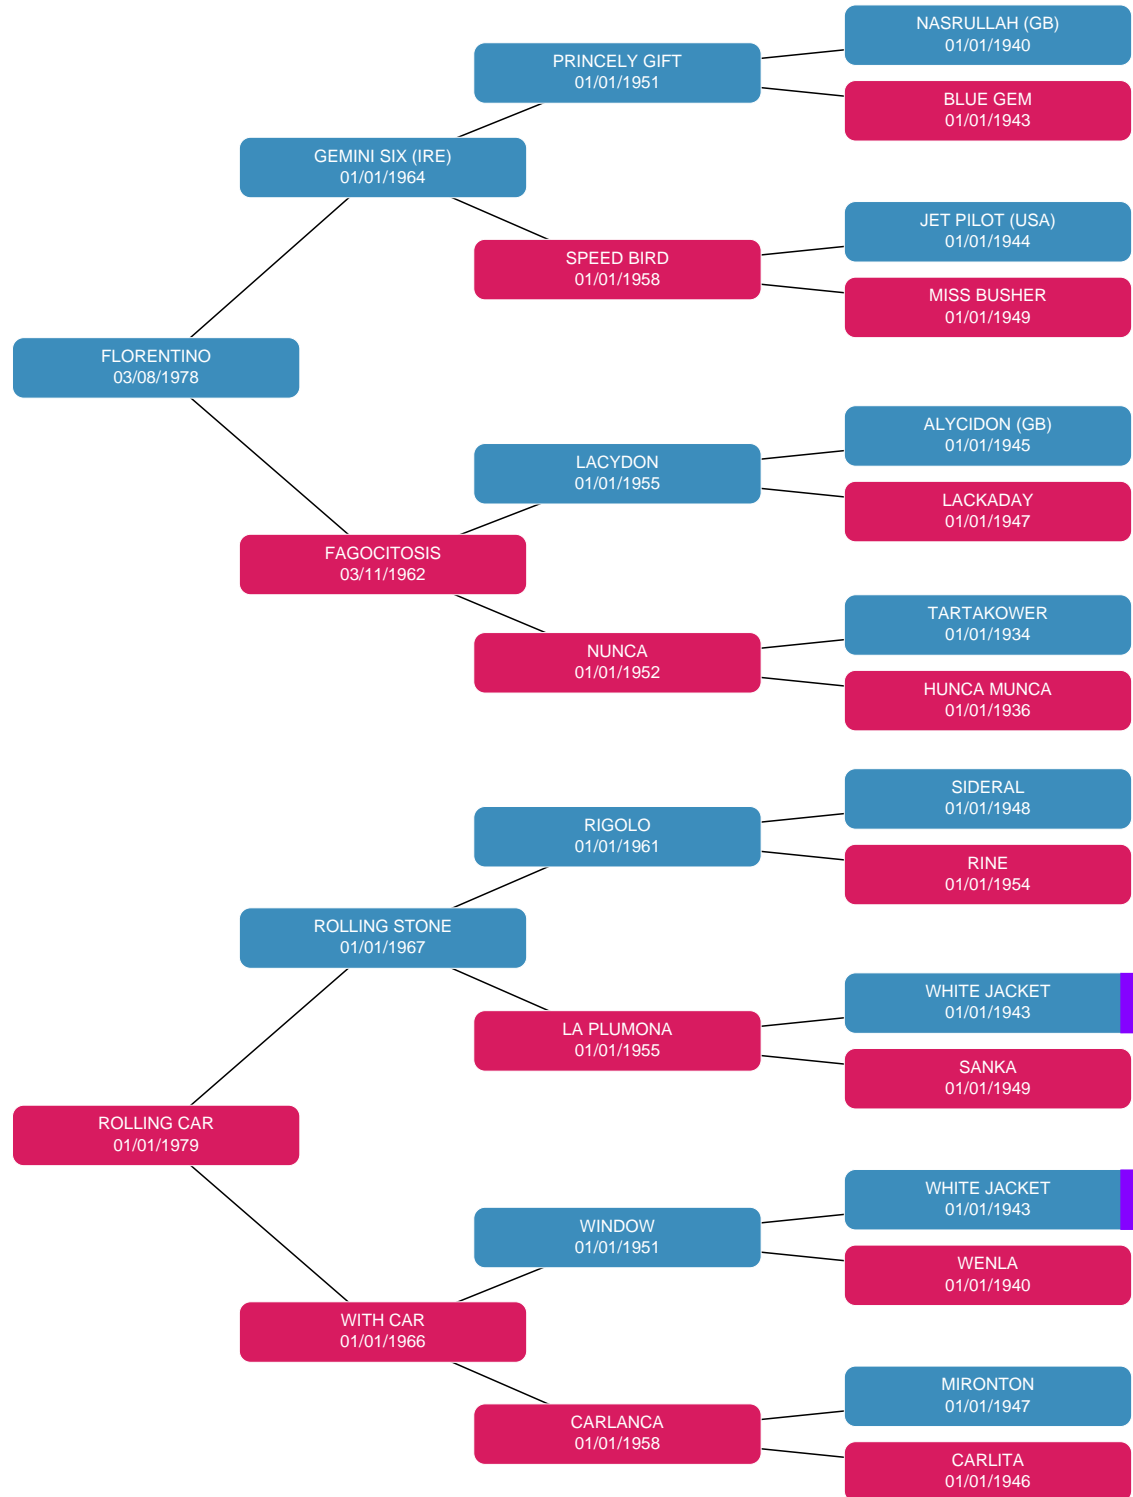 NASRULLAH (GB)
01/01/1940
PRINCELY GIFT
01/01/1951
BLUE GEM
01/01/1943
GEMINI SIX (IRE)
01/01/1964
JET PILOT (USA)
01/01/1944
SPEED BIRD
01/01/1958
MISS BUSHER
01/01/1949
FLORENTINO
03/08/1978
ALYCIDON (GB)
01/01/1945
LACYDON
01/01/1955
LACKADAY
01/01/1947
FAGOCITOSIS
03/11/1962
TARTAKOWER
01/01/1934
NUNCA
01/01/1952
HUNCA MUNCA
01/01/1936
SIDERAL
01/01/1948
RIGOLO
01/01/1961
RINE
01/01/1954
ROLLING STONE
01/01/1967
WHITE JACKET
01/01/1943
LA PLUMONA
01/01/1955
SANKA
01/01/1949
ROLLING CAR
01/01/1979
WHITE JACKET
01/01/1943
WINDOW
01/01/1951
WENLA
01/01/1940
WITH CAR
01/01/1966
MIRONTON
01/01/1947
CARLANCA
01/01/1958
CARLITA
01/01/1946